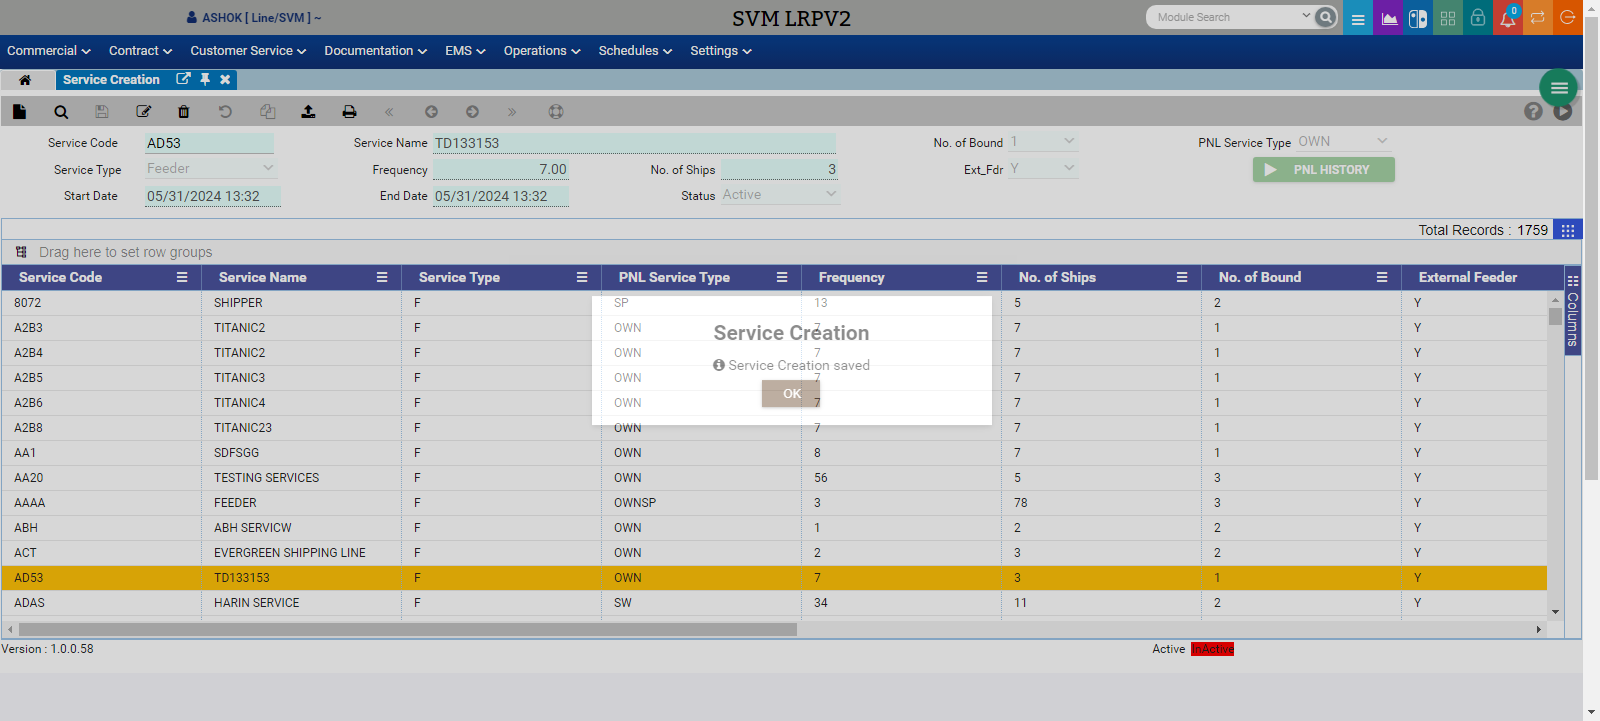 ASHOK [ Line/SVM ] ~
SVM LRPV2
Module Search
0
Commercial Contract Customer Service Documentation EMS Operations Schedules Settings
Service Creation
Service Code AD53 Service Name TD133153 No. of Bound 1 PNL Service Type OWN
Service Type Feeder Frequency 7.00 No. of Ships 3 Ext_Fdr Y PNL HISTORY
Start Date 05/31/2024 13:32 End Date 05/31/2024 13:32 Status Active
Total Records : 1759
Drag here to set row groups
Service Code Service Name Service Type PNL Service Type Frequency No. of Ships No. of Bound External Feeder
Columns
8072 SHIPPER F SP 13 5 2 Y
A2B3 TITANIC2 F OWN 7 7 1 Y
A2B4 TITANIC2 F OWN 7 7 1 Y
A2B5 TITANIC3 F OWN 7 7 1 Y
A2B6 TITANIC4 F OWN 7 7 1 Y
A2B8 TITANIC23 F OWN 7 7 1 Y
AA1 SDFSGG F OWN 8 7 1 Y
AA20 TESTING SERVICES F OWN 56 5 3 Y
AAAA FEEDER F OWNSP 3 78 3 Y
ABH ABH SERVICW F OWN 1 2 2 Y
ACT EVERGREEN SHIPPING LINE F OWN 2 3 2 Y
AD53 TD133153 F OWN 7 3 1 Y
ADAS HARIN SERVICE F SW 34 11 2 Y
Service Creation
Service Creation saved
OK
Version : 1.0.0.58
Active InActive